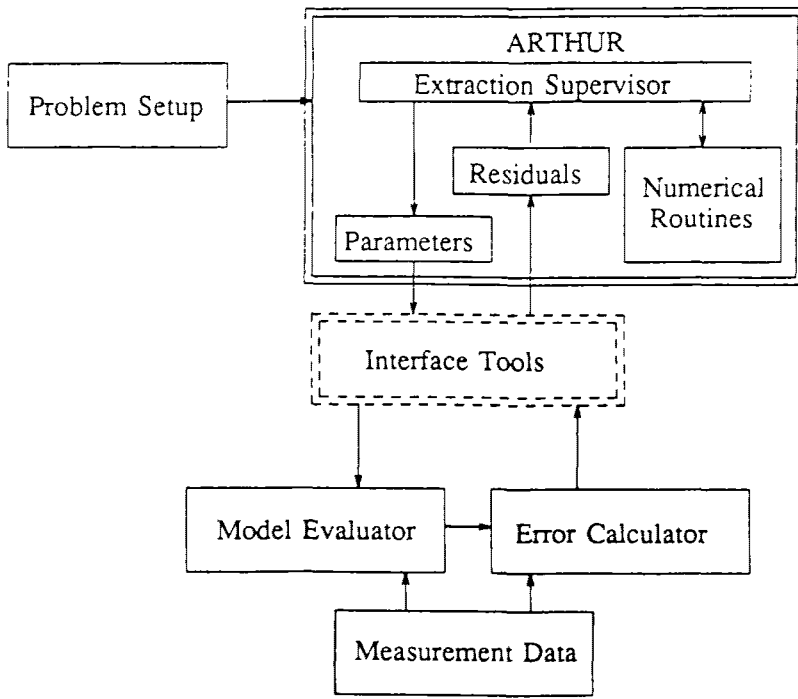 ARTHUR
Extraction Supervisor
Problem Setup
Residuals
Numerical
Routines
Parameters
Interface Tools
Model Evaluator
Error Calculator
Measurement Data